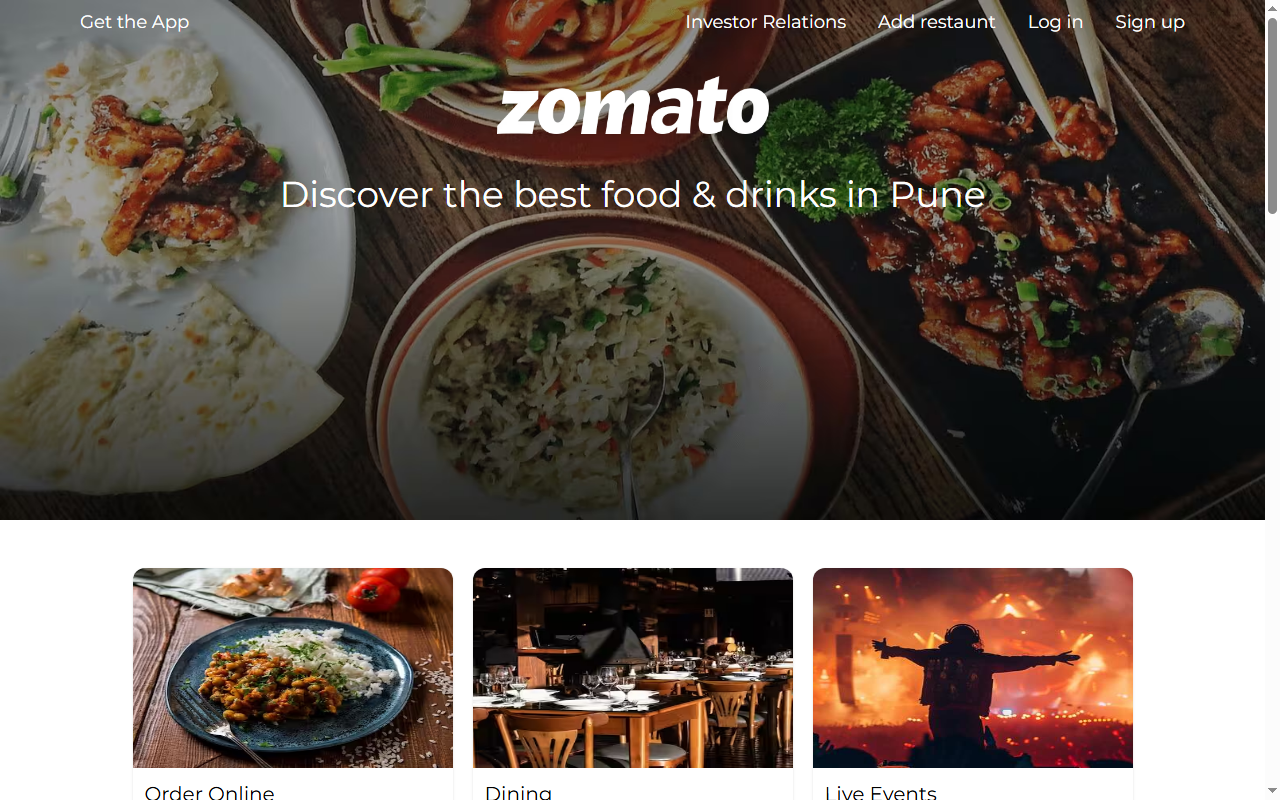 Get the App
Investor Relations
Add restaunt
Log in
Sign up
zomato
Discover the best food & drinks in Pune
Order Online
Dining
Live Events